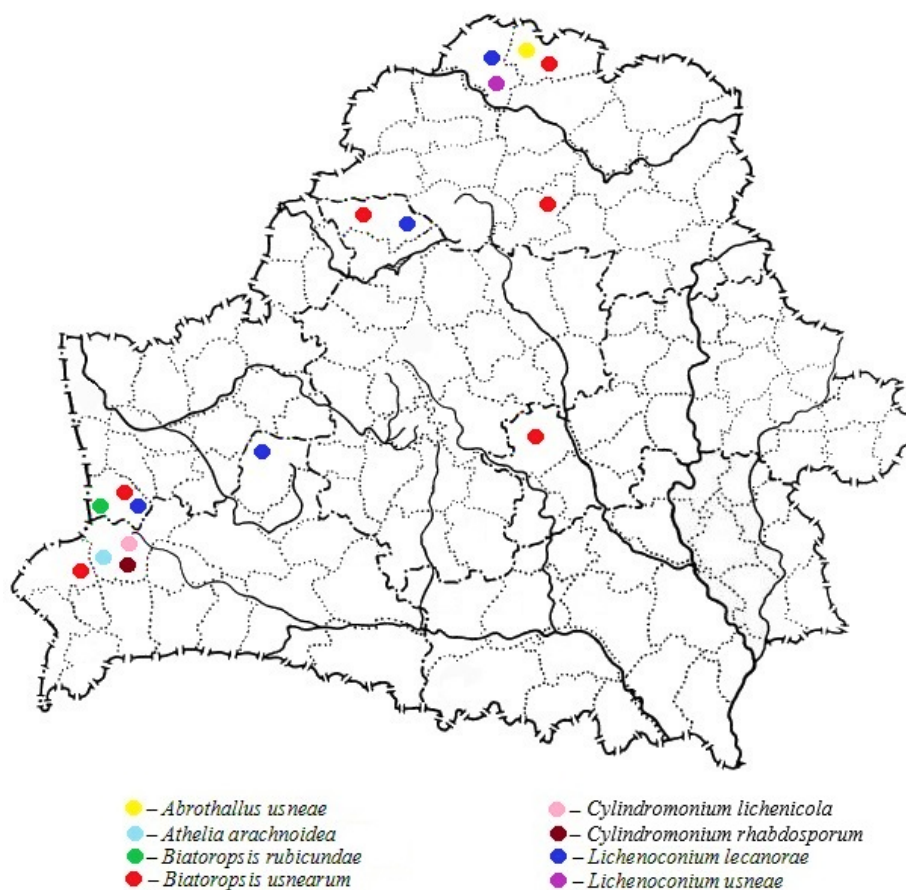 – Abrothallus usneae
– Athelia arachnoidea
– Biatoropsis rubicundae
– Biatoropsis usnearum
– Cylindromonium lichenicola
– Cylindromonium rhabdosporum
– Lichenoconium lecanorae
– Lichenoconium usneae